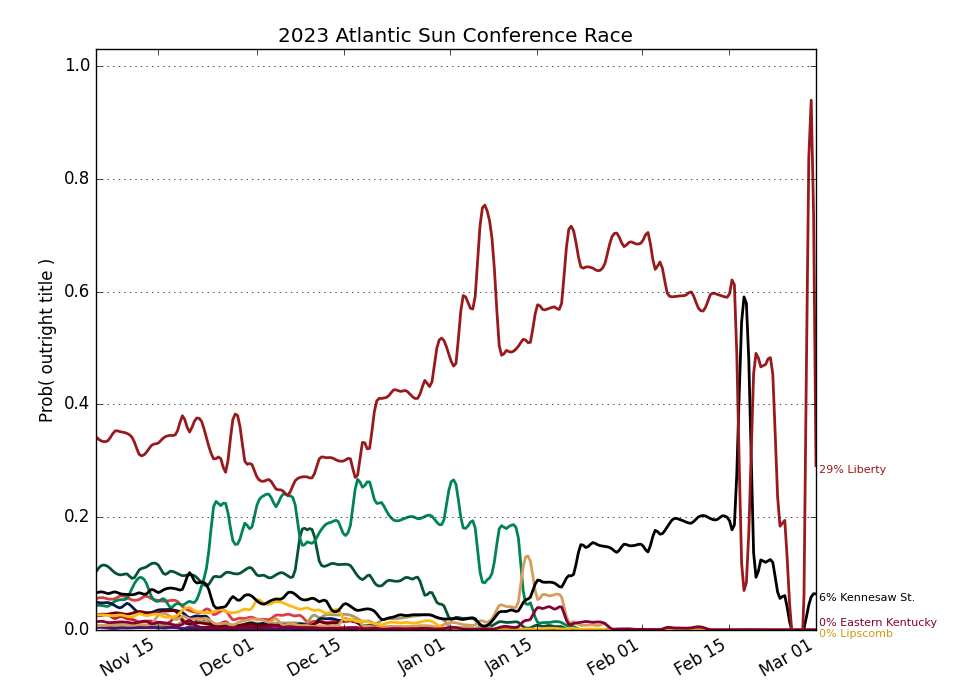 2023 Atlantic Sun Conference Race
Prob( outright title )
1.0
0.8
0.6
0.4
0.2
0.0
29% Liberty
6% Kennesaw St.
0% Eastern Kentucky
0% Lipscomb
Nov 15
Dec 01
Dec 15
Jan 01
Jan 15
Feb 01
Feb 15
Mar 01